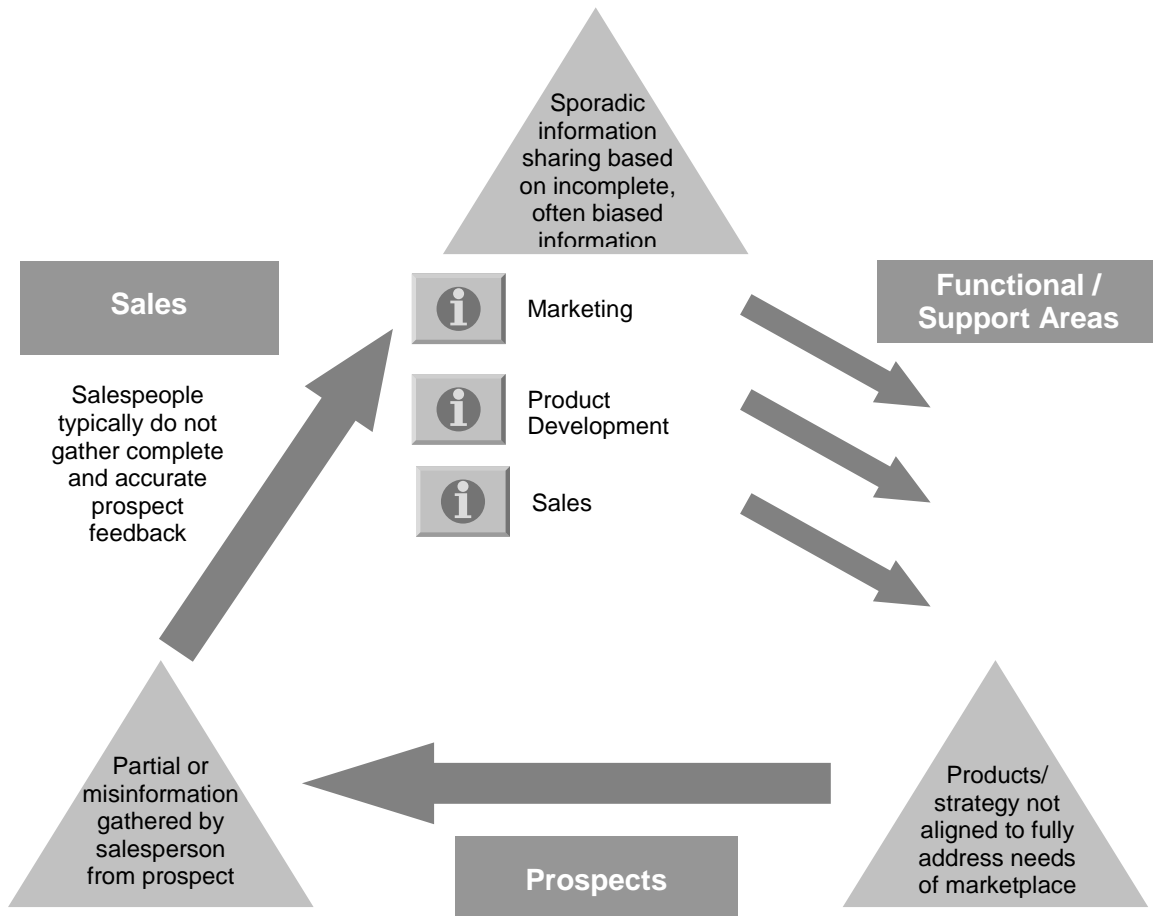 Sporadic
information
sharing based
on incomplete,
often biased
information
Sales
Functional /
Support Areas
Marketing
Salespeople
typically do not
gather complete
and accurate
prospect
feedback
Product
Development
Sales
Partial or
misinformation
gathered by
salesperson
from prospect
Products/
strategy not
aligned to fully
address needs
of marketplace
Prospects